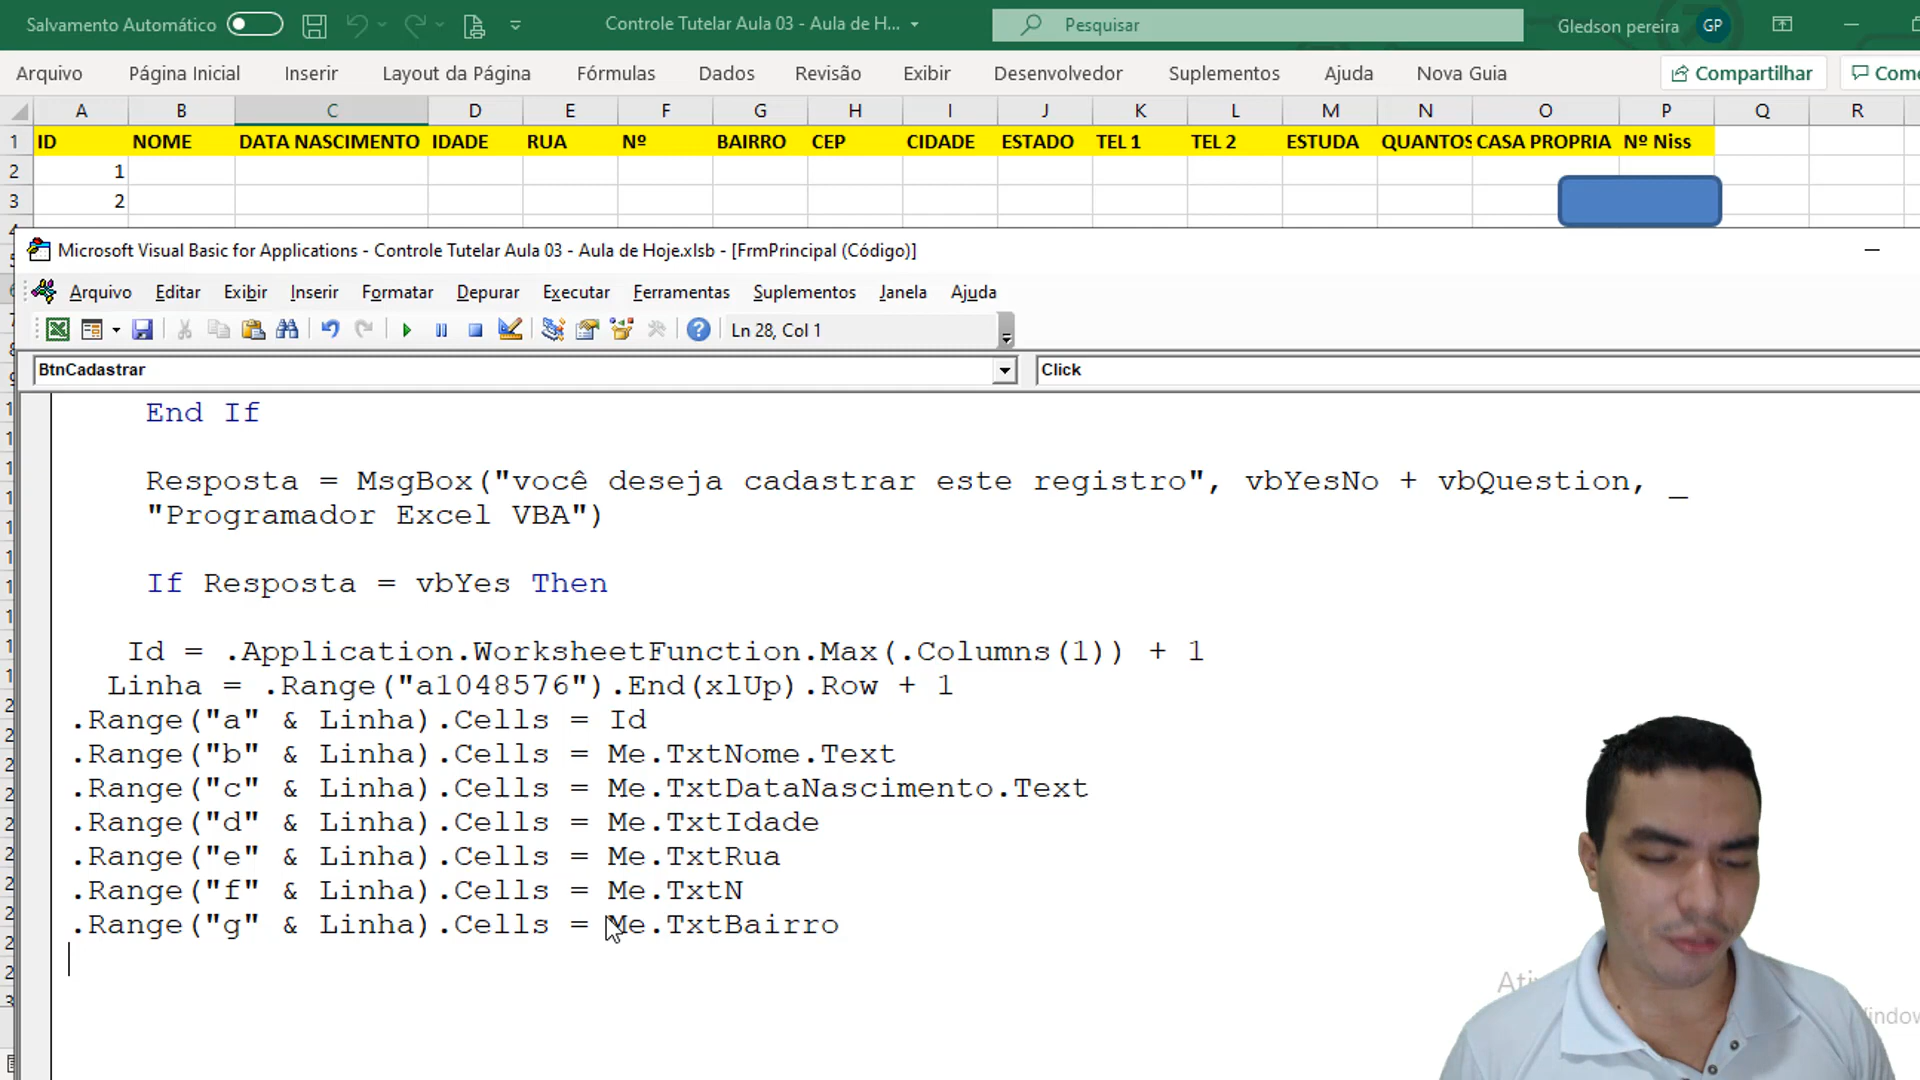 Salvamento Automático
Controle Tutelar Aula 03 - Aula de H...
Pesquisar
Gledson pereira GP
Arquivo Página Inicial Inserir Layout da Página Fórmulas Dados Revisão Exibir Desenvolvedor Suplementos Ajuda Nova Guia Compartilhar Come
A B C D E F G H I J K L M N O P Q R
1 ID NOME DATA NASCIMENTO IDADE RUA Nº BAIRRO CEP CIDADE ESTADO TEL 1 TEL 2 ESTUDA QUANTOS CASA PROPRIA Nº Niss
2 1
3 2
Microsoft Visual Basic for Applications - Controle Tutelar Aula 03 - Aula de Hoje.xlsb - [FrmPrincipal (Código)]
Arquivo Editar Exibir Inserir Formatar Depurar Executar Ferramentas Suplementos Janela Ajuda
Ln 28, Col 1
BtnCadastrar Click
End If
Resposta = MsgBox("você deseja cadastrar este registro", vbYesNo + vbQuestion, _
"Programador Excel VBA")
If Resposta = vbYes Then
Id = .Application.WorksheetFunction.Max(.Columns(1)) + 1
Linha = .Range("a1048576").End(xlUp).Row + 1
.Range("a" & Linha).Cells = Id
.Range("b" & Linha).Cells = Me.TxtNome.Text
.Range("c" & Linha).Cells = Me.TxtDataNascimento.Text
.Range("d" & Linha).Cells = Me.TxtIdade
.Range("e" & Linha).Cells = Me.TxtRua
.Range("f" & Linha).Cells = Me.TxtN
.Range("g" & Linha).Cells = Me.TxtBairro